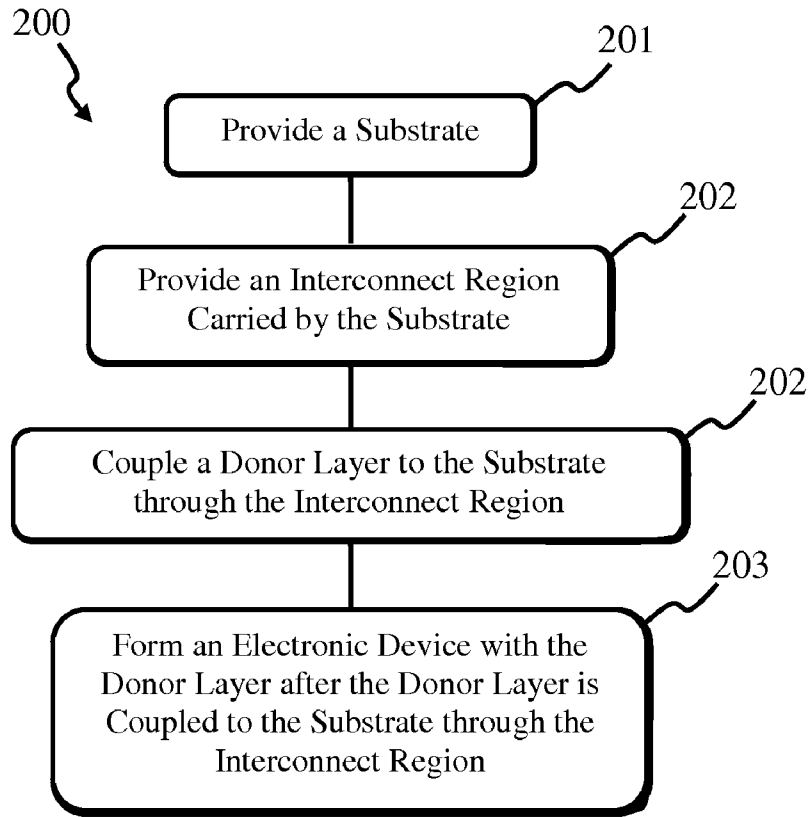 200
201
Provide a Substrate
202
Provide an Interconnect Region
Carried by the Substrate
202
Couple a Donor Layer to the Substrate
through the Interconnect Region
203
Form an Electronic Device with the
Donor Layer after the Donor Layer is
Coupled to the Substrate through the
Interconnect Region